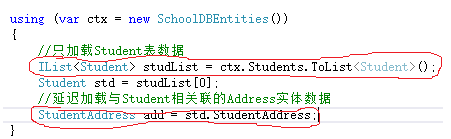 using (var ctx = new SchoolDBEntities())
{
//只加载Student表数据
IList<Student> studList = ctx.Students.ToList<Student>();
Student std = studList[0];
//延迟加载与Student相关联的Address实体数据
StudentAddress add = std.StudentAddress;
}